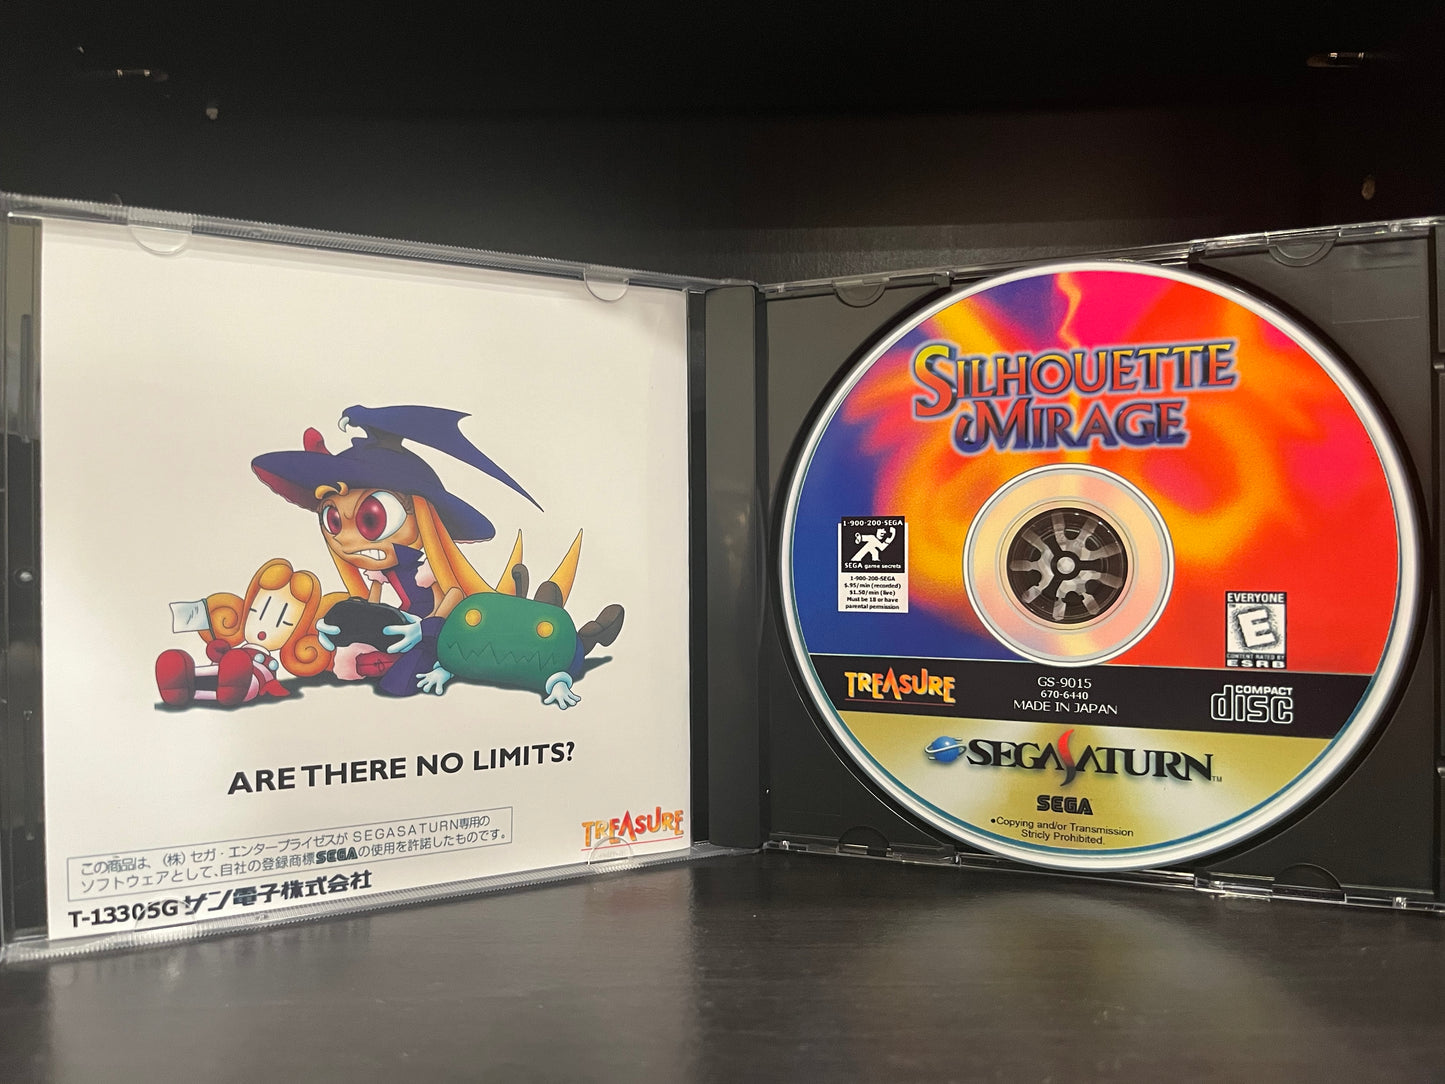 ARE THERE NO LIMITS?
TREASURE
この商品は、(株)セガ・エンタープライゼスが SEGASATURN専用の
ソフトウェアとして、自社の登録商標SEGAの使用を許諾したものです。
T-13305G サン電子株式会社
SILHOUETTE
MIRAGE
1-900-200-SEGA
SEGA game secrets
1-900-200-SEGA
$.95/min (recorded)
$1.50/min (live)
Must be 18 or have
parental permission
EVERYONE
E
CONTENT RATED BY
ESRB
TREASURE
GS-9015
670-6440
MADE IN JAPAN
COMPACT
disc
SEGA SATURN™
SEGA
●Copying and/or Transmission
Stricly Prohibited.